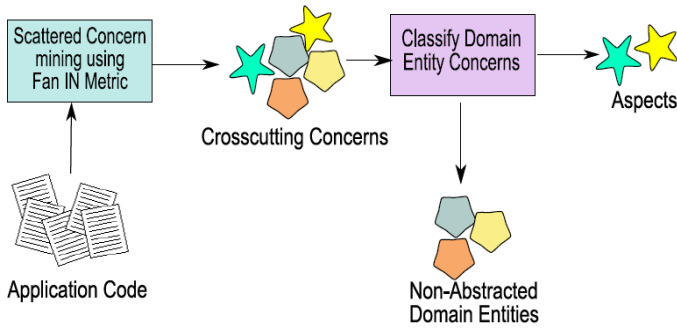 Scattered Concern
mining using
Fan IN Metric
Crosscutting Concerns
Classify Domain
Entity Concerns
Aspects
Application Code
Non-Abstracted
Domain Entities